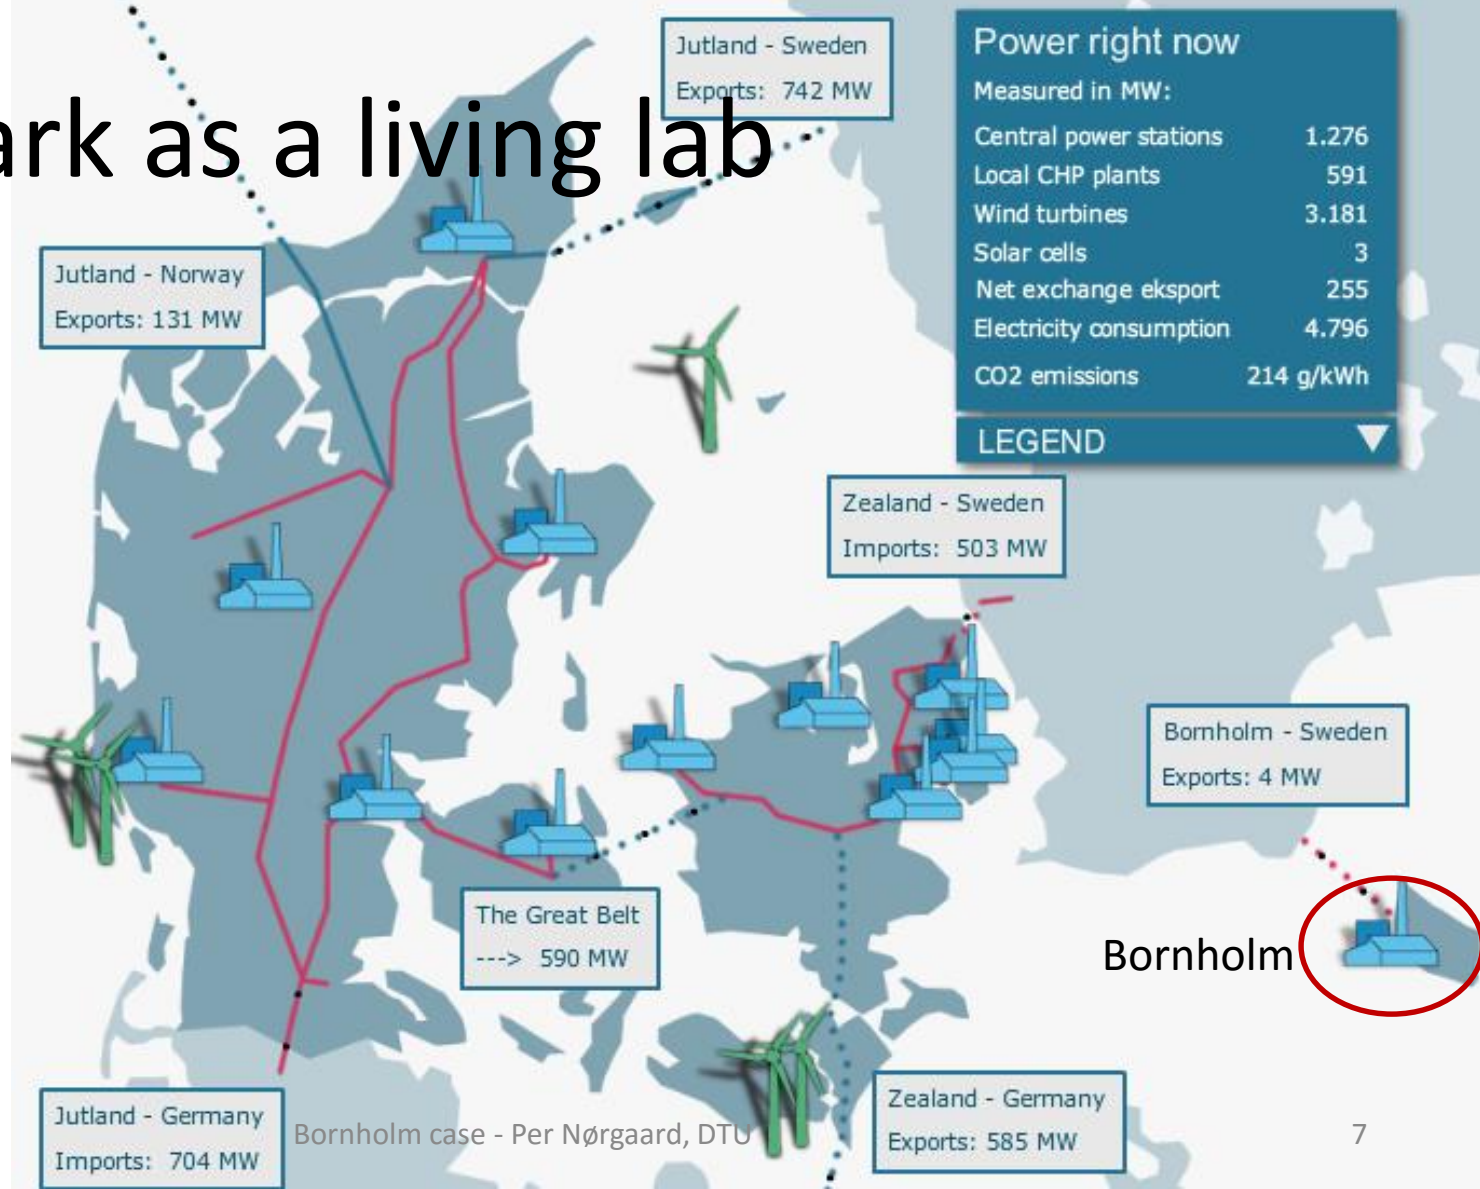 Jutland - Sweden
Exports: 742 MW
ark as a living lab
Power right now
Measured in MW:
Central power stations 1.276
Local CHP plants 591
Wind turbines 3.181
Solar cells 3
Net exchange eksport 255
Electricity consumption 4.796
CO2 emissions 214 g/kWh
LEGEND
Jutland - Norway
Exports: 131 MW
Zealand - Sweden
Imports: 503 MW
Bornholm - Sweden
Exports: 4 MW
The Great Belt
---> 590 MW
Bornholm
Jutland - Germany
Imports: 704 MW
Bornholm case - Per Nørgaard, DTU
Zealand - Germany
Exports: 585 MW
7